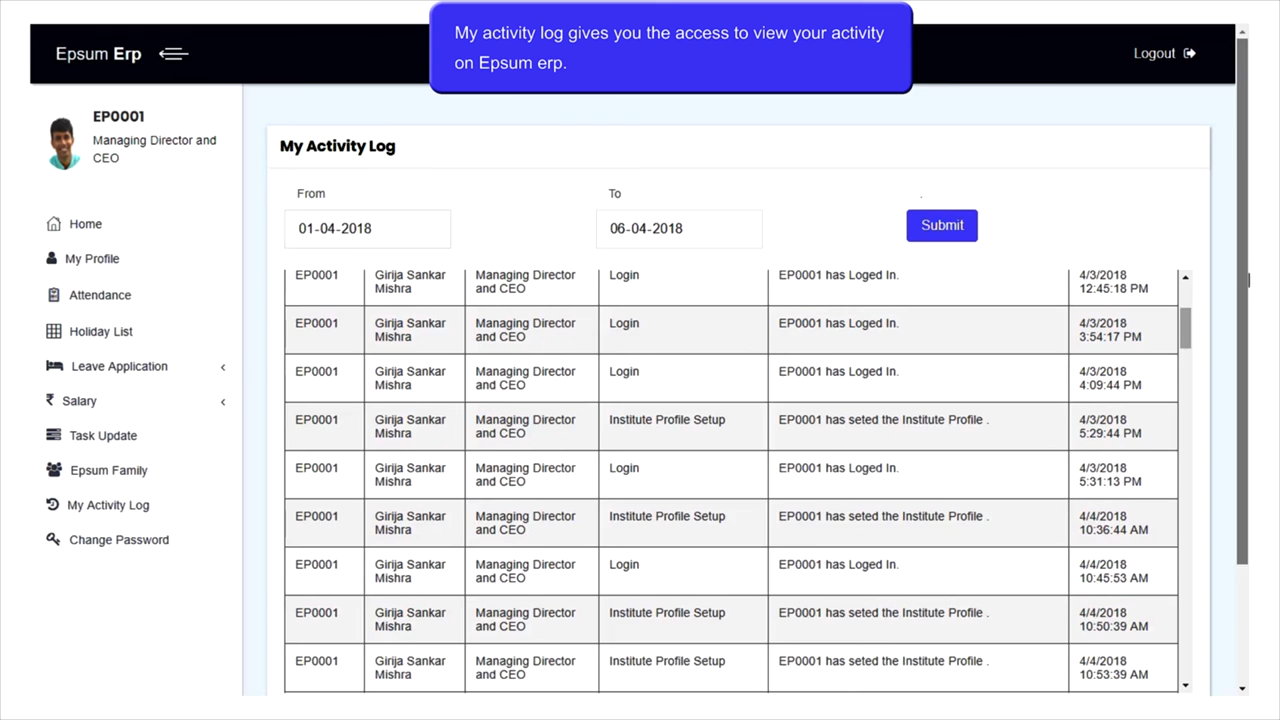 My activity log gives you the access to view your activity
on Epsum erp.
Epsum Erp
Logout
EP0001
Managing Director and
CEO
Home
My Profile
Attendance
Holiday List
Leave Application
Salary
Task Update
Epsum Family
My Activity Log
Change Password
My Activity Log
From
To
.
01-04-2018
06-04-2018
Submit
EP0001 Girija Sankar Managing Director Login EP0001 has Loged In. 4/3/2018
Mishra and CEO 12:45:18 PM
EP0001 Girija Sankar Managing Director Login EP0001 has Loged In. 4/3/2018
Mishra and CEO 3:54:17 PM
EP0001 Girija Sankar Managing Director Login EP0001 has Loged In. 4/3/2018
Mishra and CEO 4:09:44 PM
EP0001 Girija Sankar Managing Director Institute Profile Setup EP0001 has seted the Institute Profile . 4/3/2018
Mishra and CEO 5:29:44 PM
EP0001 Girija Sankar Managing Director Login EP0001 has Loged In. 4/3/2018
Mishra and CEO 5:31:13 PM
EP0001 Girija Sankar Managing Director Institute Profile Setup EP0001 has seted the Institute Profile . 4/4/2018
Mishra and CEO 10:36:44 AM
EP0001 Girija Sankar Managing Director Login EP0001 has Loged In. 4/4/2018
Mishra and CEO 10:45:53 AM
EP0001 Girija Sankar Managing Director Institute Profile Setup EP0001 has seted the Institute Profile . 4/4/2018
Mishra and CEO 10:50:39 AM
EP0001 Girija Sankar Managing Director Institute Profile Setup EP0001 has seted the Institute Profile . 4/4/2018
Mishra and CEO 10:53:39 AM